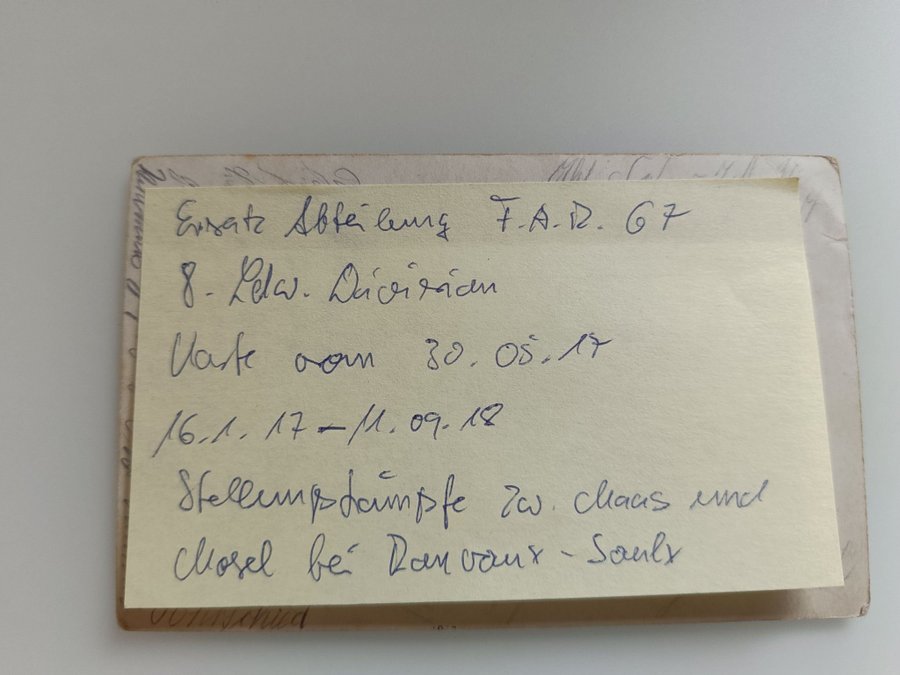 Ersatz Abteilung F.A.R. 67
8. Ldw. Division
Karte vom 30.05.17
16.1.17 – 11.09.18
Stellungskämpfe zw. Maas und
Mosel bei Ranvaux - Saulx